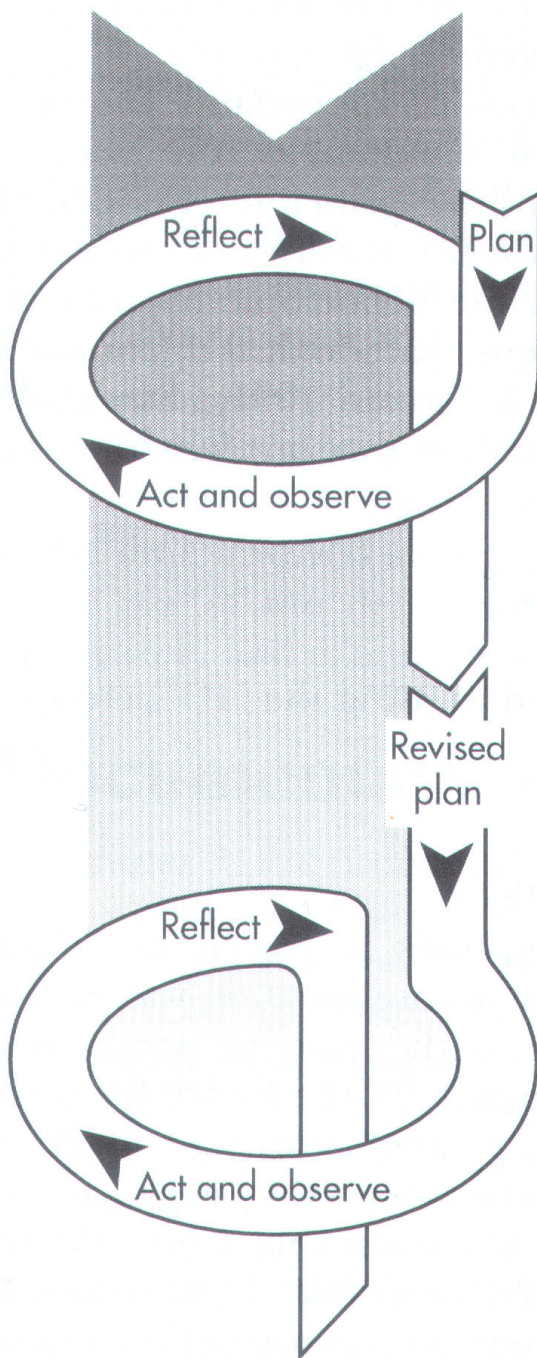 Reflect
Plan
Act and observe
Revised
plan
Reflect
Act and observe